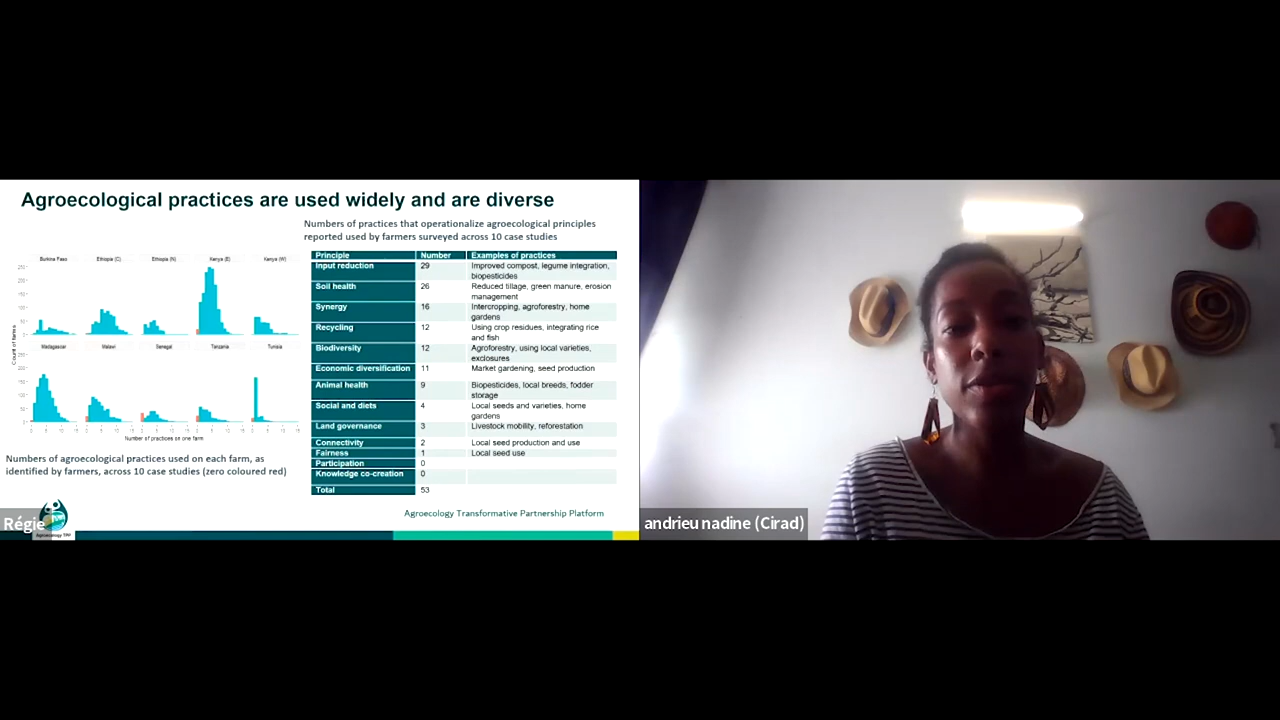 Agroecological practices are used widely and are diverse
Numbers of practices that operationalize agroecological principles
reported used by farmers surveyed across 10 case studies
Burkina Faso Ethiopia (C) Ethiopia (N) Kenya (E) Kenya (W)
Madagascar Malawi Senegal Tanzania Tunisia
Count of farms
Number of practices on one farm
Numbers of agroecological practices used on each farm, as
identified by farmers, across 10 case studies (zero coloured red)
Principle Number Examples of practices
Input reduction 29 Improved compost, legume integration,
biopesticides
Soil health 26 Reduced tillage, green manure, erosion
management
Synergy 16 Intercropping, agroforestry, home
gardens
Recycling 12 Using crop residues, integrating rice
and fish
Biodiversity 12 Agroforestry, using local varieties,
exclosures
Economic diversification 11 Market gardening, seed production
Animal health 9 Biopesticides, local breeds, fodder
storage
Social and diets 4 Local seeds and varieties, home
gardens
Land governance 3 Livestock mobility, reforestation
Connectivity 2 Local seed production and use
Fairness 1 Local seed use
Participation 0
Knowledge co-creation 0
Total 53
Agroecology Transformative Partnership Platform
Régie
Agroecology TPP
andrieu nadine (Cirad)